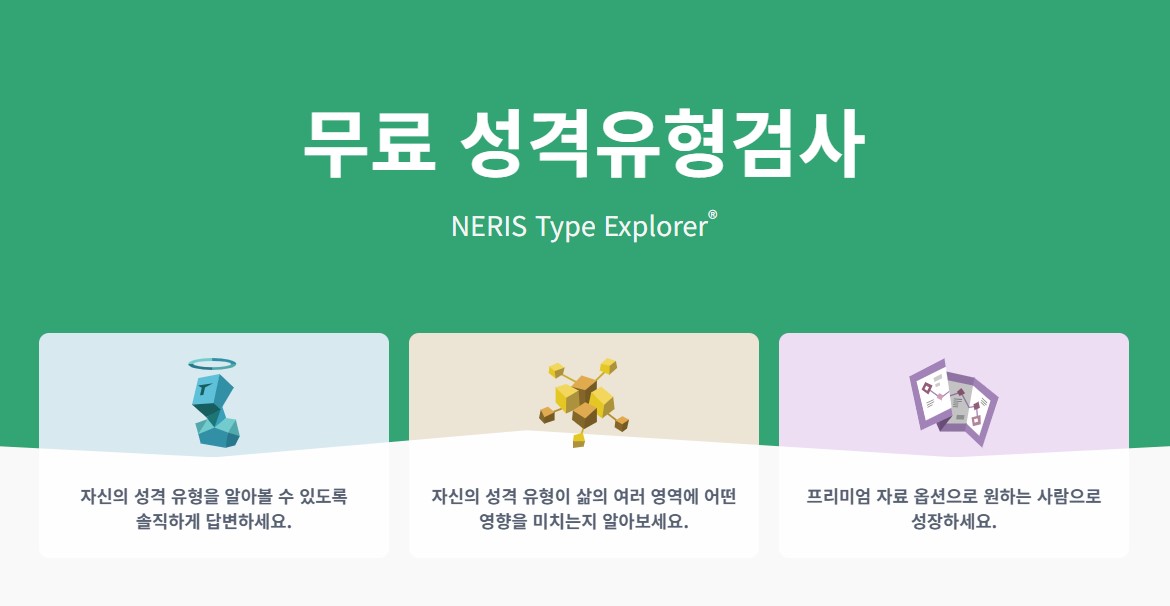 무료 성격유형검사
NERIS Type Explorer®
T
자신의 성격 유형을 알아볼 수 있도록
솔직하게 답변하세요.
자신의 성격 유형이 삶의 여러 영역에 어떤
영향을 미치는지 알아보세요.
프리미엄 자료 옵션으로 원하는 사람으로
성장하세요.